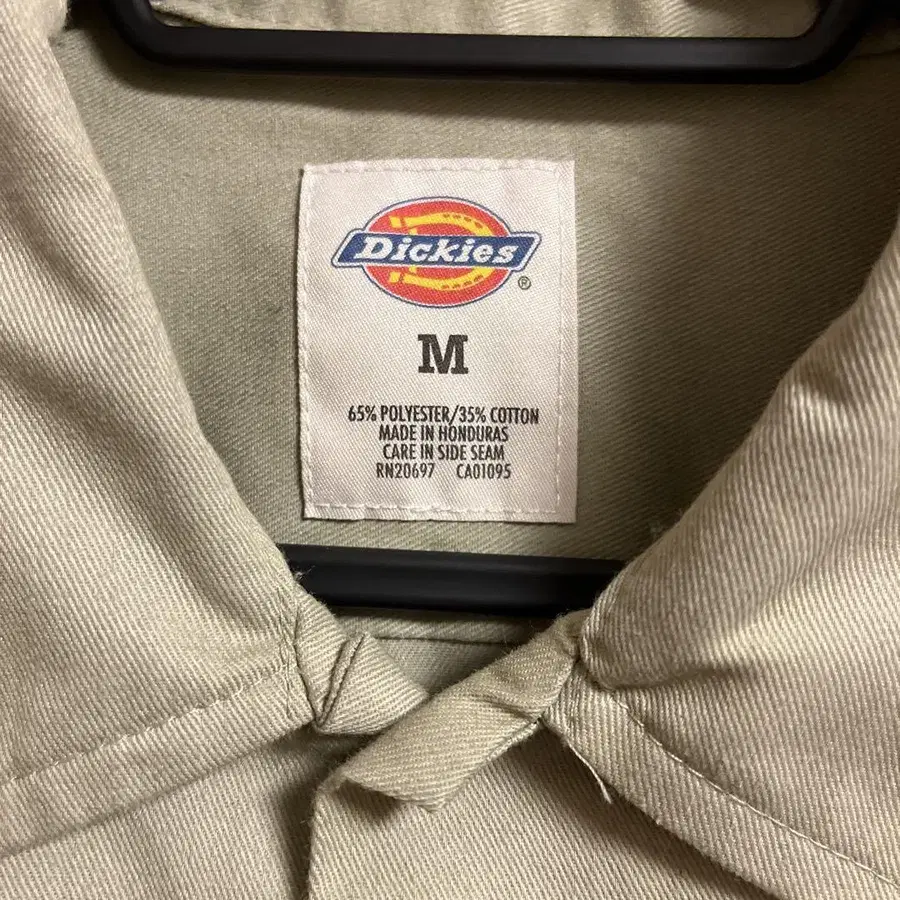 Dickies
®
M
65% POLYESTER/35% COTTON
MADE IN HONDURAS
CARE IN SIDE SEAM
RN20697 CA01095